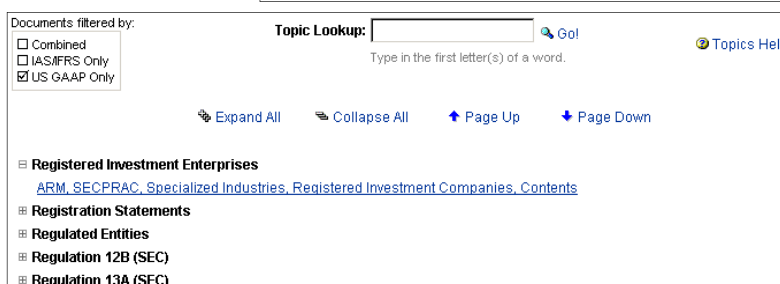 Documents filtered by:
Combined
IAS/IFRS Only
US GAAP Only
Topic Lookup:
Go!
Type in the first letter(s) of a word.
Topics Hel
Expand All
Collapse All
Page Up
Page Down
Registered Investment Enterprises
ARM, SECPRAC, Specialized Industries, Registered Investment Companies, Contents
Registration Statements
Regulated Entities
Regulation 12B (SEC)
Regulation 13A (SEC)